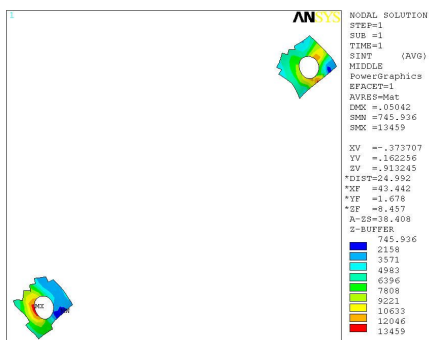 1
ANSYS
NODAL SOLUTION
STEP=1
SUB =1
TIME=1
SINT (AVG)
MIDDLE
PowerGraphics
EFACET=1
AVRES=Mat
DMX =.05042
SMN =745.936
SMX =13459
XV =-.373707
YV =.162256
ZV =.913245
*DIST=24.992
*XF =43.442
*YF =1.678
*ZF =8.457
A-ZS=38.408
Z-BUFFER
745.936
2158
3571
4983
6396
7808
9221
10633
12046
13459